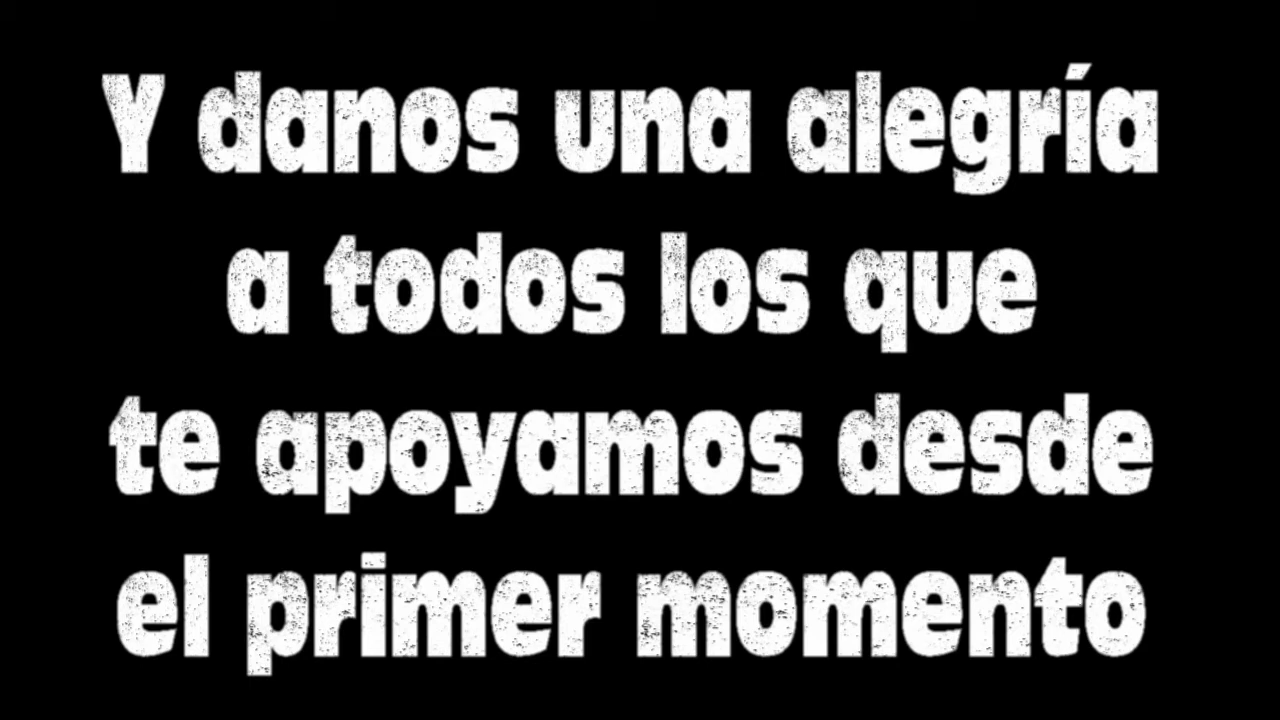 Y danos una alegría
a todos los que
te apoyamos desde
el primer momento